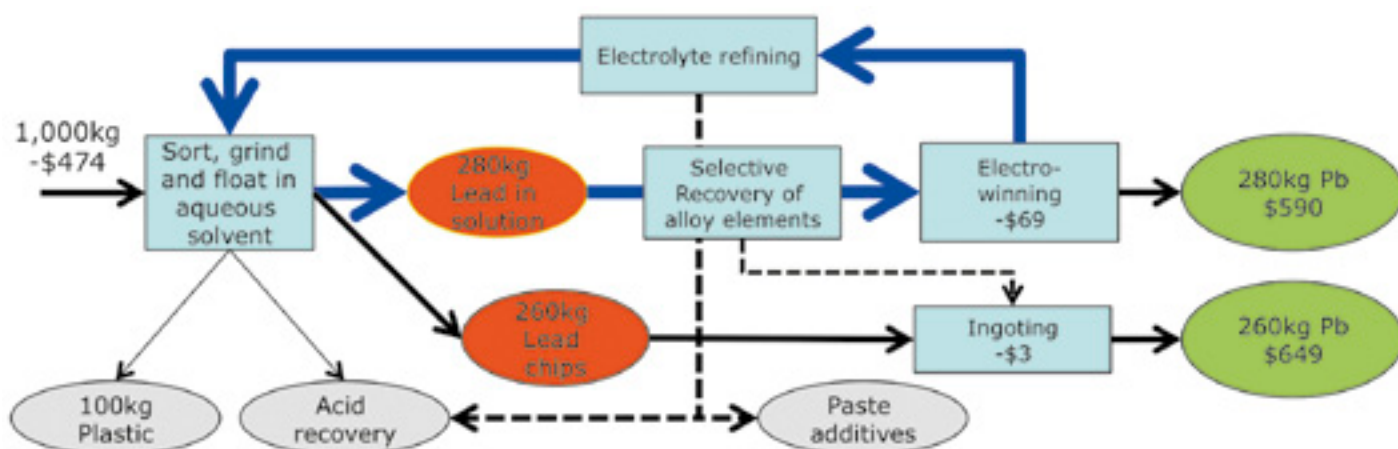 Electrolyte refining
1,000kg
-$474
Sort, grind
and float in
aqueous
solvent
280kg
Lead in
solution
Selective
Recovery of
alloy elements
Electro-
winning
-$69
280kg Pb
$590
260kg
Lead
chips
Ingoting
-$3
260kg Pb
$649
100kg
Plastic
Acid
recovery
Paste
additives